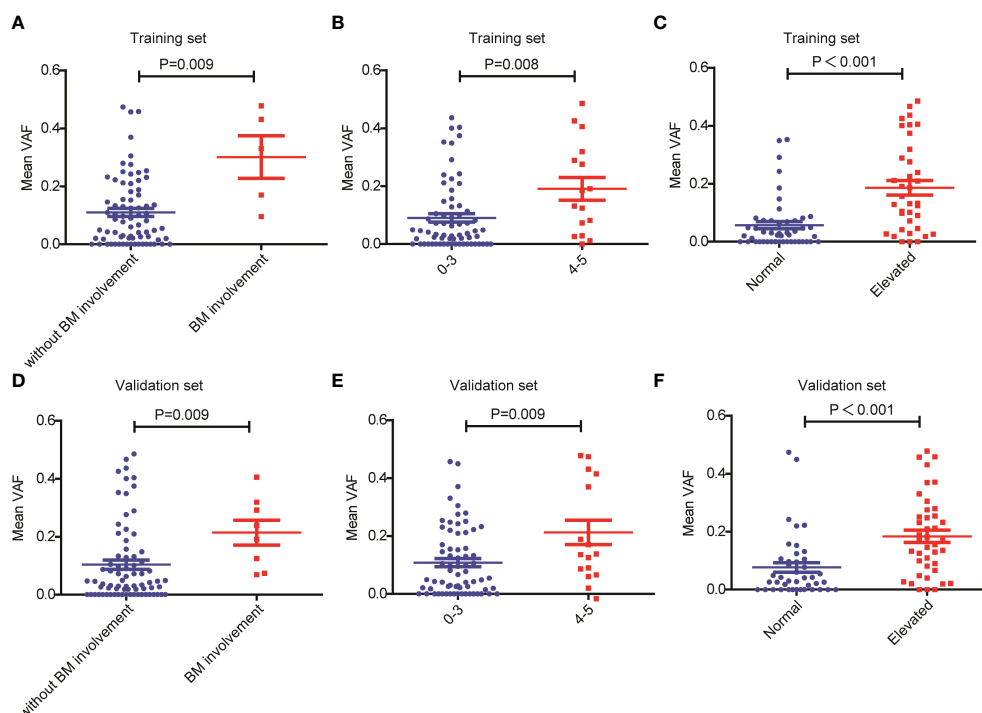 A
Training set
P=0.009
Mean VAF
0.6
0.4
0.2
0.0
without BM involvement
BM involvement
B
Training set
P=0.008
Mean VAF
0.6
0.4
0.2
0.0
0-3
4-5
C
Training set
P<0.001
Mean VAF
0.6
0.4
0.2
0.0
Normal
Elevated
D
Validation set
P=0.009
Mean VAF
0.6
0.4
0.2
0.0
without BM involvement
BM involvement
E
Validation set
P=0.009
Mean VAF
0.6
0.4
0.2
0.0
0-3
4-5
F
Validation set
P<0.001
Mean VAF
0.6
0.4
0.2
0.0
Normal
Elevated